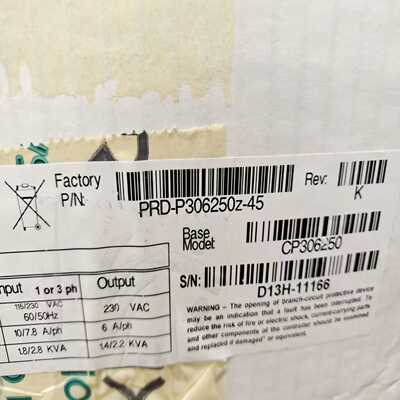 Factory
P/N:
PRD-P306250z-45
Rev:
K
Base
Model:
CP306250
S/N:
D13H-11166
nput 1 or 3 ph Output
115/230 VAC 230 VAC
60/50Hz
10/7.8 A/ph 6 A/ph
1.8/2.8 KVA 1.4/2.2 KVA
WARNING - The opening of branch-circuit protective device
may be an indication that a fault has been interrupted. To
reduce the risk of fire or electric shock, current-carrying parts
and other components of the controller should be examined
and replaced if damaged.